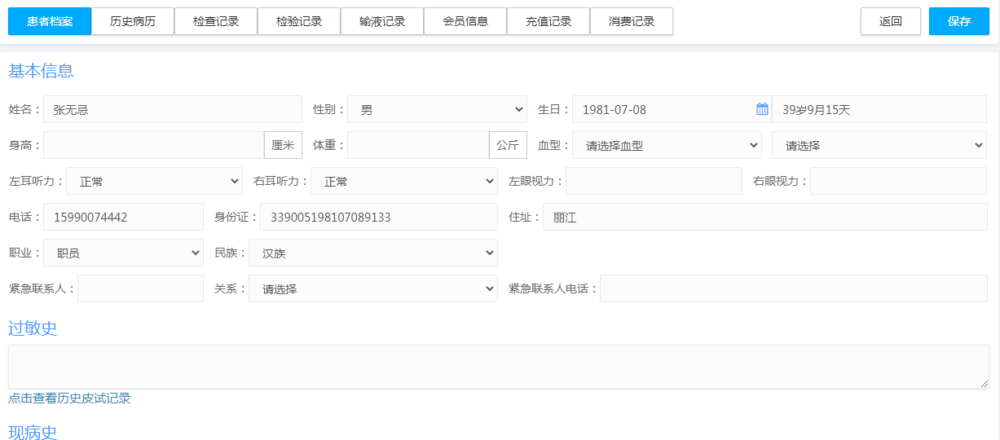 患者档案 历史病历 检查记录 检验记录 输液记录 会员信息 充值记录 消费记录 返回 保存
基本信息
姓名： 张无忌 性别： 男 生日： 1981-07-08 39岁9月15天
身高： 厘米 体重： 公斤 血型： 请选择血型 请选择
左耳听力： 正常 右耳听力： 正常 左眼视力： 右眼视力：
电话： 15990074442 身份证： 339005198107089133 住址： 丽江
职业： 职员 民族： 汉族
紧急联系人： 关系： 请选择 紧急联系人电话：
过敏史
点击查看历史皮试记录
现病史